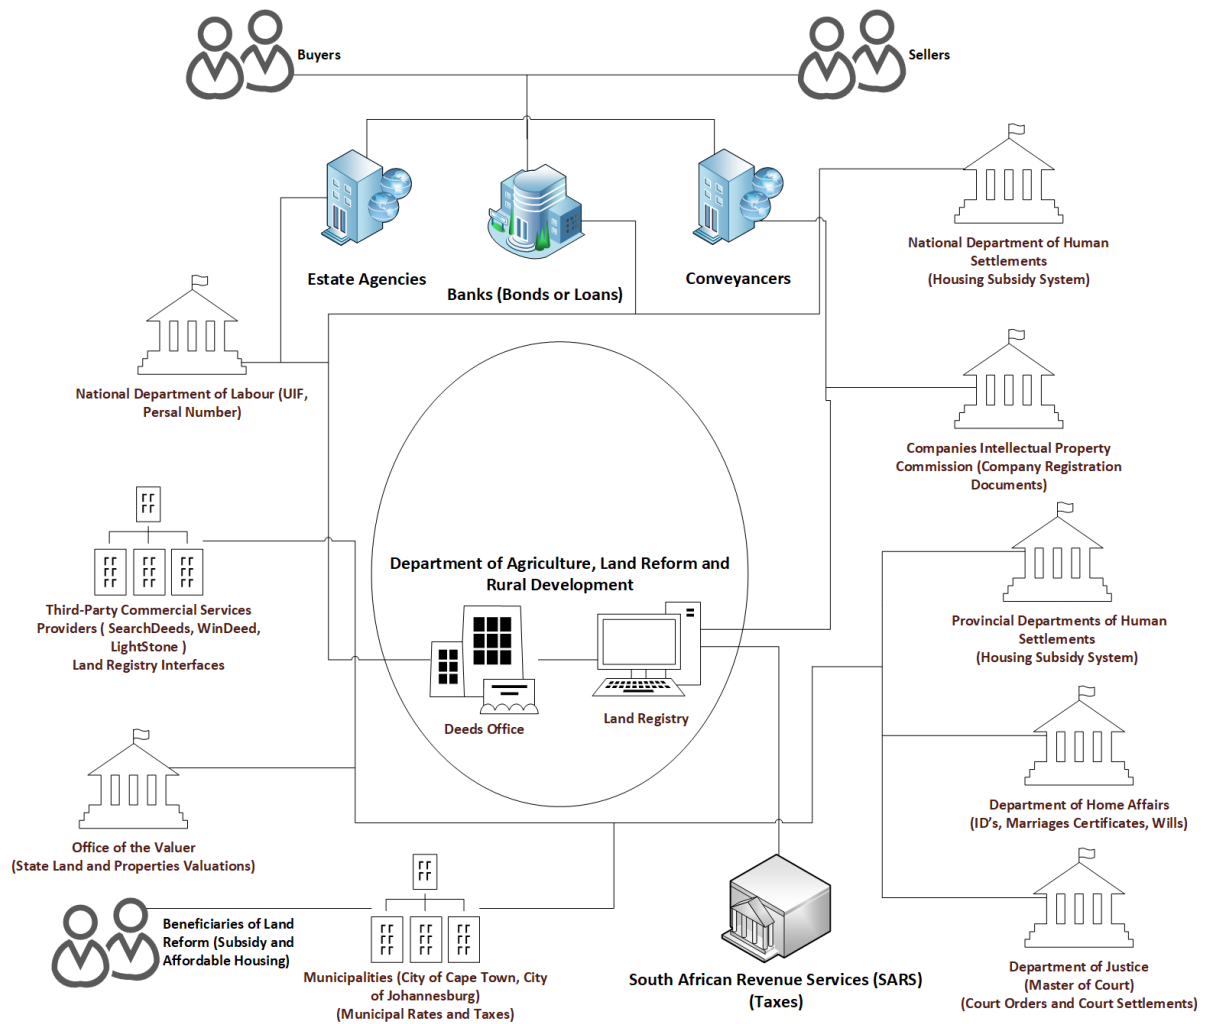 Buyers
Sellers
Estate Agencies
Banks (Bonds or Loans)
Conveyancers
National Department of Human
Settlements
(Housing Subsidy System)
National Department of Labour (UIF,
Persal Number)
Companies Intellectual Property
Commission (Company Registration
Documents)
Department of Agriculture, Land Reform and
Rural Development
Third-Party Commercial Services
Providers ( SearchDeeds, WinDeed,
LightStone )
Land Registry Interfaces
Provincial Departments of Human
Settlements
(Housing Subsidy System)
Deeds Office
Land Registry
Office of the Valuer
(State Land and Properties Valuations)
Department of Home Affairs
(ID's, Marriages Certificates, Wills)
Beneficiaries of Land
Reform (Subsidy and
Affordable Housing)
Municipalities (City of Cape Town, City
of Johannesburg)
(Municipal Rates and Taxes)
South African Revenue Services (SARS)
(Taxes)
Department of Justice
(Master of Court)
(Court Orders and Court Settlements)